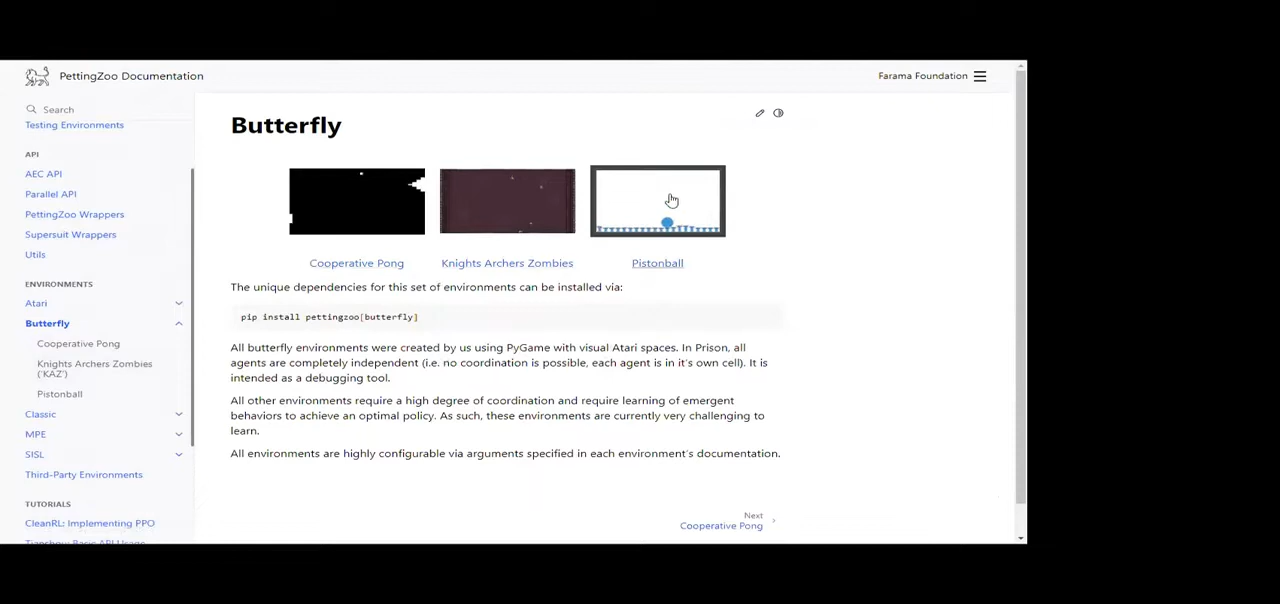 PettingZoo Documentation
Farama Foundation
Search
Testing Environments
API
AEC API
Parallel API
PettingZoo Wrappers
Supersuit Wrappers
Utils
ENVIRONMENTS
Atari
Butterfly
Cooperative Pong
Knights Archers Zombies
('KAZ')
Pistonball
Classic
MPE
SISL
Third-Party Environments
TUTORIALS
CleanRL: Implementing PPO
Tianshou: Basic API Usage
Butterfly
Cooperative Pong
Knights Archers Zombies
Pistonball
The unique dependencies for this set of environments can be installed via:
pip install pettingzoo[butterfly]
All butterfly environments were created by us using PyGame with visual Atari spaces. In Prison, all
agents are completely independent (i.e. no coordination is possible, each agent is in it's own cell). It is
intended as a debugging tool.
All other environments require a high degree of coordination and require learning of emergent
behaviors to achieve an optimal policy. As such, these environments are currently very challenging to
learn.
All environments are highly configurable via arguments specified in each environment's documentation.
Next
Cooperative Pong